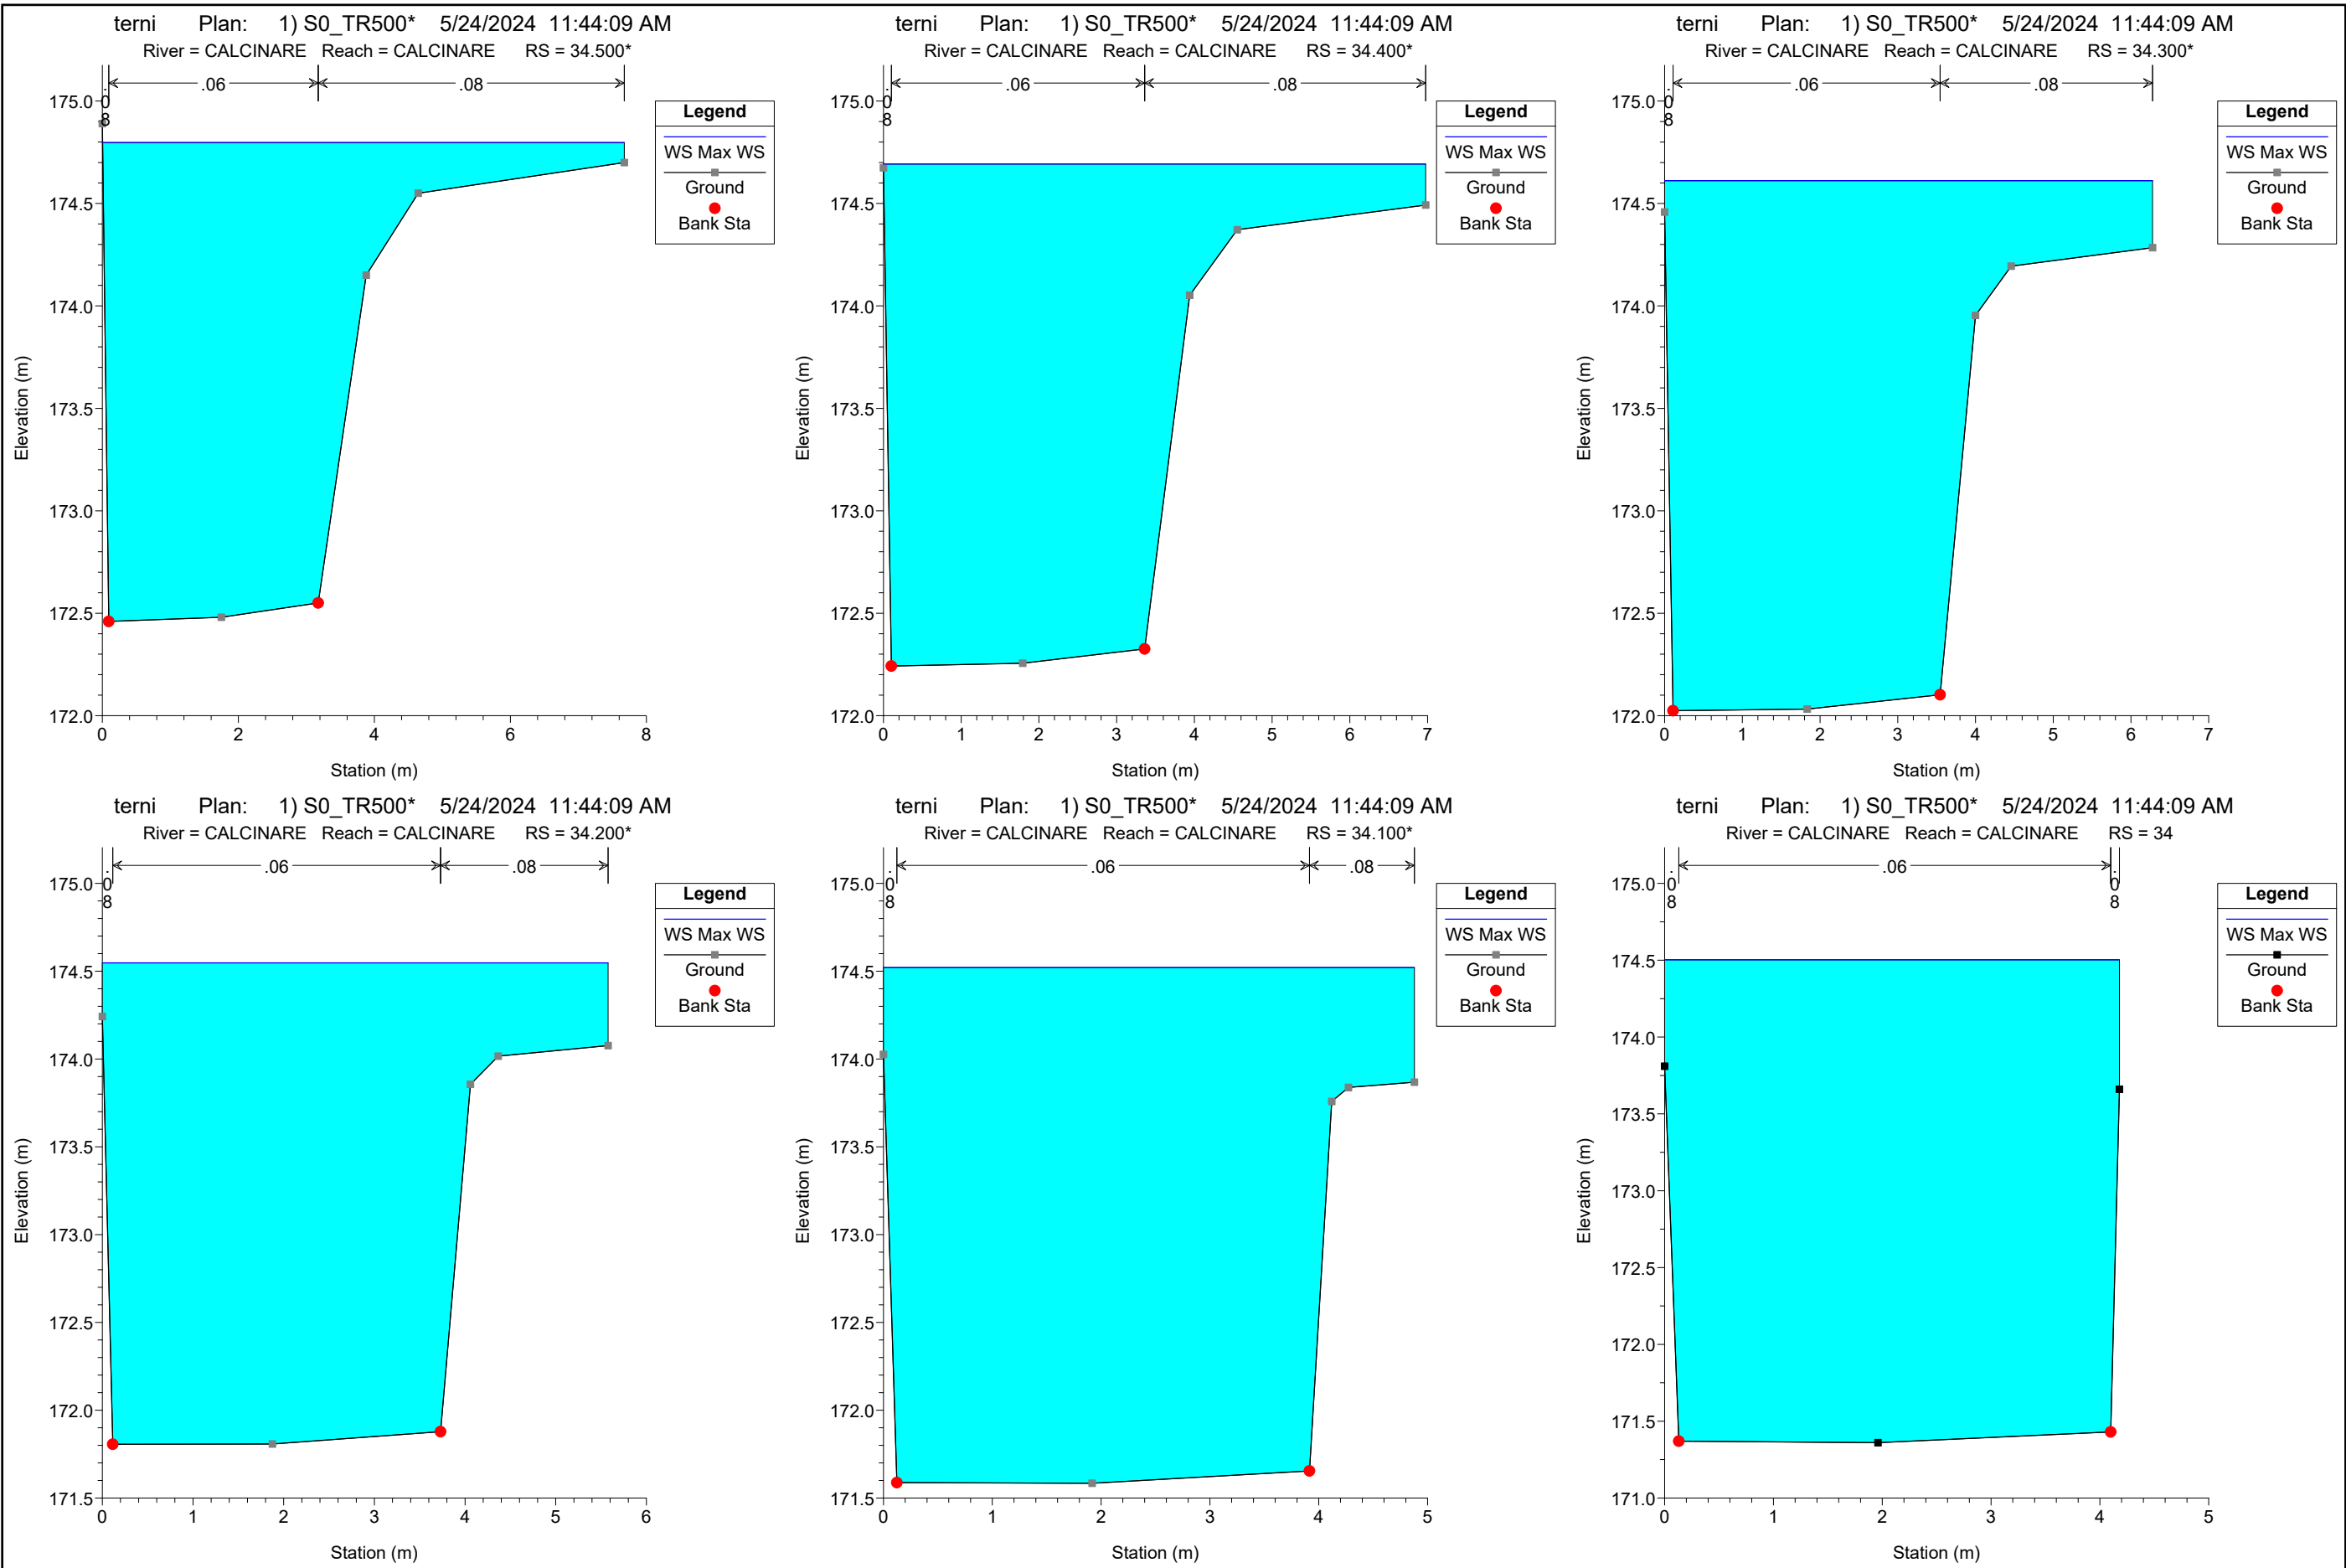 terni Plan: 1) S0_TR500* 5/24/2024 11:44:09 AM
River = CALCINARE Reach = CALCINARE RS = 34.500*
.08
.06
.08
175.0
174.5
174.0
173.5
173.0
172.5
172.0
Elevation (m)
0 2 4 6 8
Station (m)
Legend
WS Max WS
Ground
Bank Sta
terni Plan: 1) S0_TR500* 5/24/2024 11:44:09 AM
River = CALCINARE Reach = CALCINARE RS = 34.400*
.08
.06
.08
175.0
174.5
174.0
173.5
173.0
172.5
172.0
Elevation (m)
0 1 2 3 4 5 6 7
Station (m)
Legend
WS Max WS
Ground
Bank Sta
terni Plan: 1) S0_TR500* 5/24/2024 11:44:09 AM
River = CALCINARE Reach = CALCINARE RS = 34.300*
.08
.06
.08
175.0
174.5
174.0
173.5
173.0
172.5
172.0
Elevation (m)
0 1 2 3 4 5 6 7
Station (m)
Legend
WS Max WS
Ground
Bank Sta
terni Plan: 1) S0_TR500* 5/24/2024 11:44:09 AM
River = CALCINARE Reach = CALCINARE RS = 34.200*
.08
.06
.08
175.0
174.5
174.0
173.5
173.0
172.5
172.0
171.5
Elevation (m)
0 1 2 3 4 5 6
Station (m)
Legend
WS Max WS
Ground
Bank Sta
terni Plan: 1) S0_TR500* 5/24/2024 11:44:09 AM
River = CALCINARE Reach = CALCINARE RS = 34.100*
.08
.06
.08
175.0
174.5
174.0
173.5
173.0
172.5
172.0
171.5
Elevation (m)
0 1 2 3 4 5
Station (m)
Legend
WS Max WS
Ground
Bank Sta
terni Plan: 1) S0_TR500* 5/24/2024 11:44:09 AM
River = CALCINARE Reach = CALCINARE RS = 34
.08
.06
.08
175.0
174.5
174.0
173.5
173.0
172.5
172.0
171.5
171.0
Elevation (m)
0 1 2 3 4 5
Station (m)
Legend
WS Max WS
Ground
Bank Sta